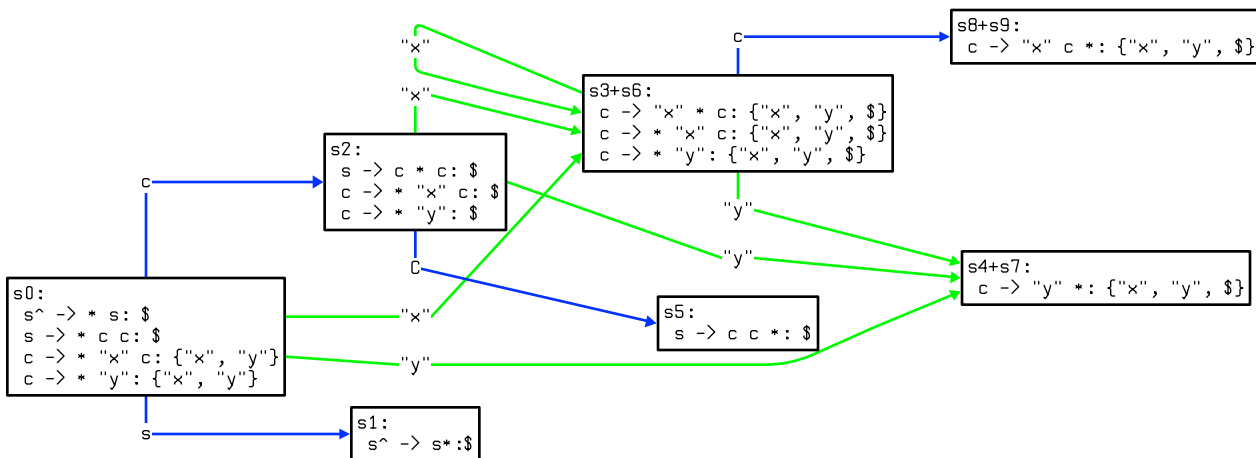 c
s8+s9:
c -> "x" c *: {"x", "y", $}
"x"
"x"
s3+s6:
c -> "x" * c: {"x", "y", $}
c -> * "x" c: {"x", "y", $}
c -> * "y": {"x", "y", $}
s2:
s -> c * c: $
c -> * "x" c: $
c -> * "y": $
c
"y"
"y"
C
s4+s7:
c -> "y" *: {"x", "y", $}
s0:
s^ -> * s: $
s -> * c c: $
c -> * "x" c: {"x", "y"}
c -> * "y": {"x", "y"}
"x"
"y"
s5:
s -> c c *: $
s
s1:
s^ -> s*:$